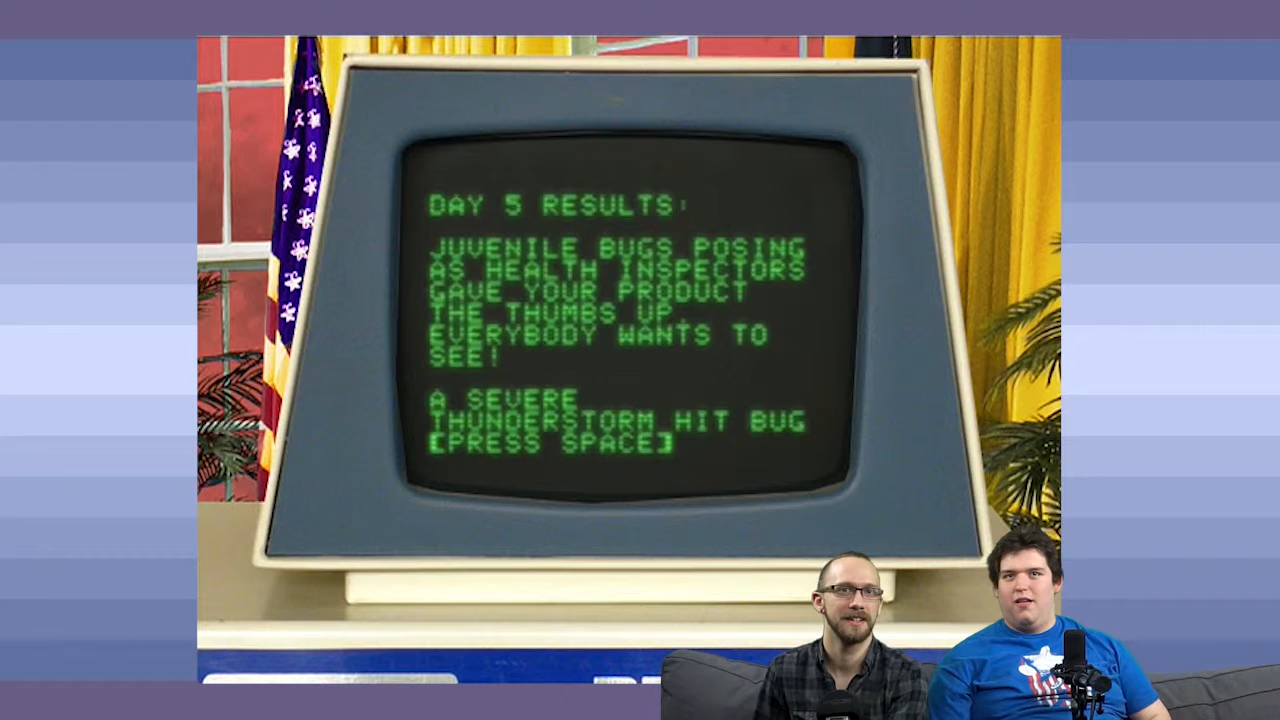 DAY 5 RESULTS:
JUVENILE BUGS POSING
AS HEALTH INSPECTORS
GAVE YOUR PRODUCT
THE THUMBS UP.
EVERYBODY WANTS TO
SEE!
A SEVERE
THUNDERSTORM HIT BUG
[PRESS SPACE]